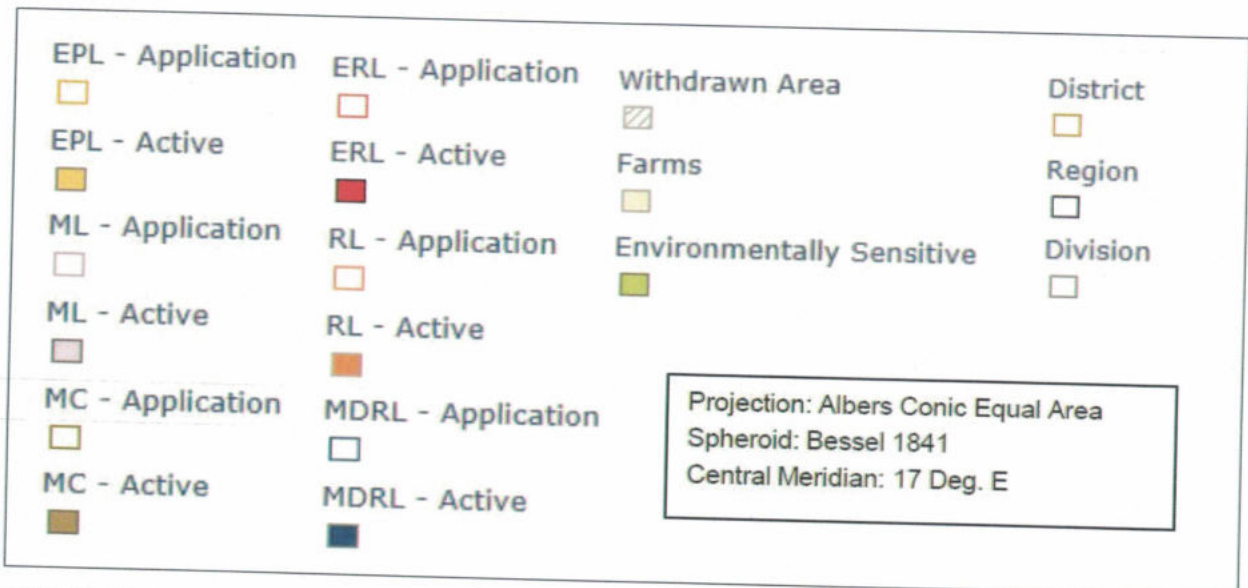 EPL - Application
EPL - Active
ML - Application
ML - Active
MC - Application
MC - Active
ERL - Application
ERL - Active
RL - Application
RL - Active
MDRL - Application
MDRL - Active
Withdrawn Area
Farms
Environmentally Sensitive
District
Region
Division
Projection: Albers Conic Equal Area
Spheroid: Bessel 1841
Central Meridian: 17 Deg. E